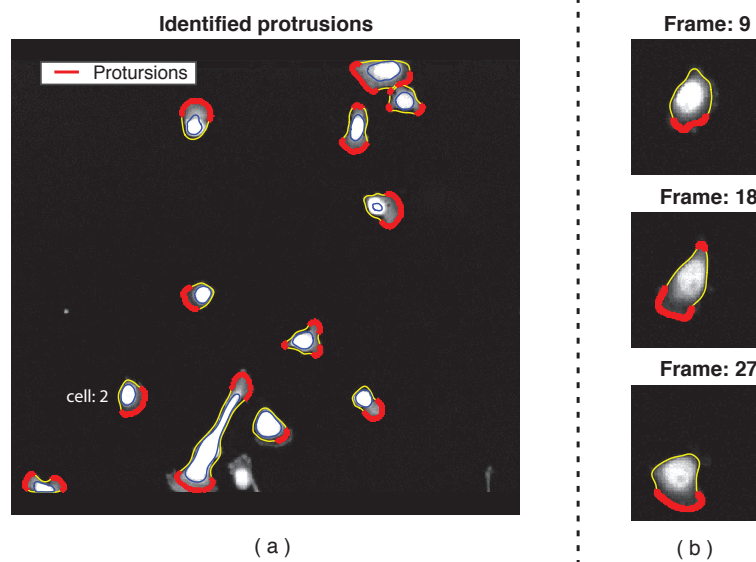 Identified protrusions
Protursions
cell: 2
( a )
Frame: 9
Frame: 18
Frame: 27
( b )